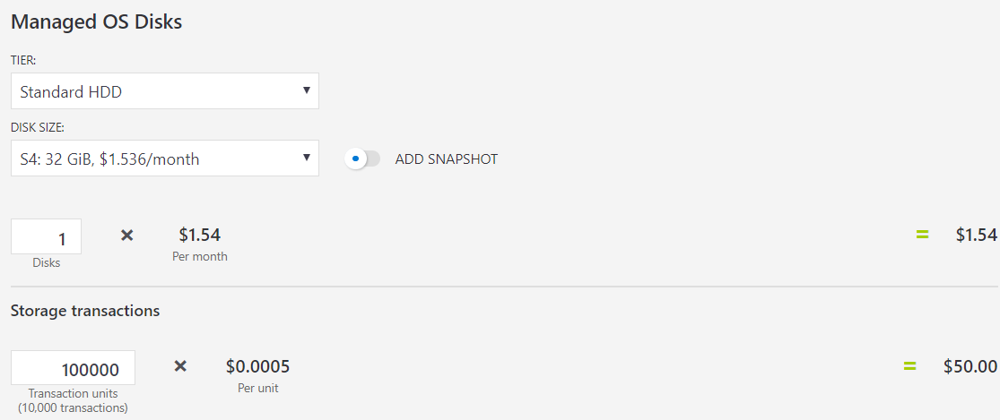 Managed OS Disks
TIER:
Standard HDD
DISK SIZE:
S4: 32 GiB, $1.536/month
ADD SNAPSHOT
1 × $1.54 = $1.54
Disks Per month
Storage transactions
100000 × $0.0005 = $50.00
Transaction units Per unit
(10,000 transactions)